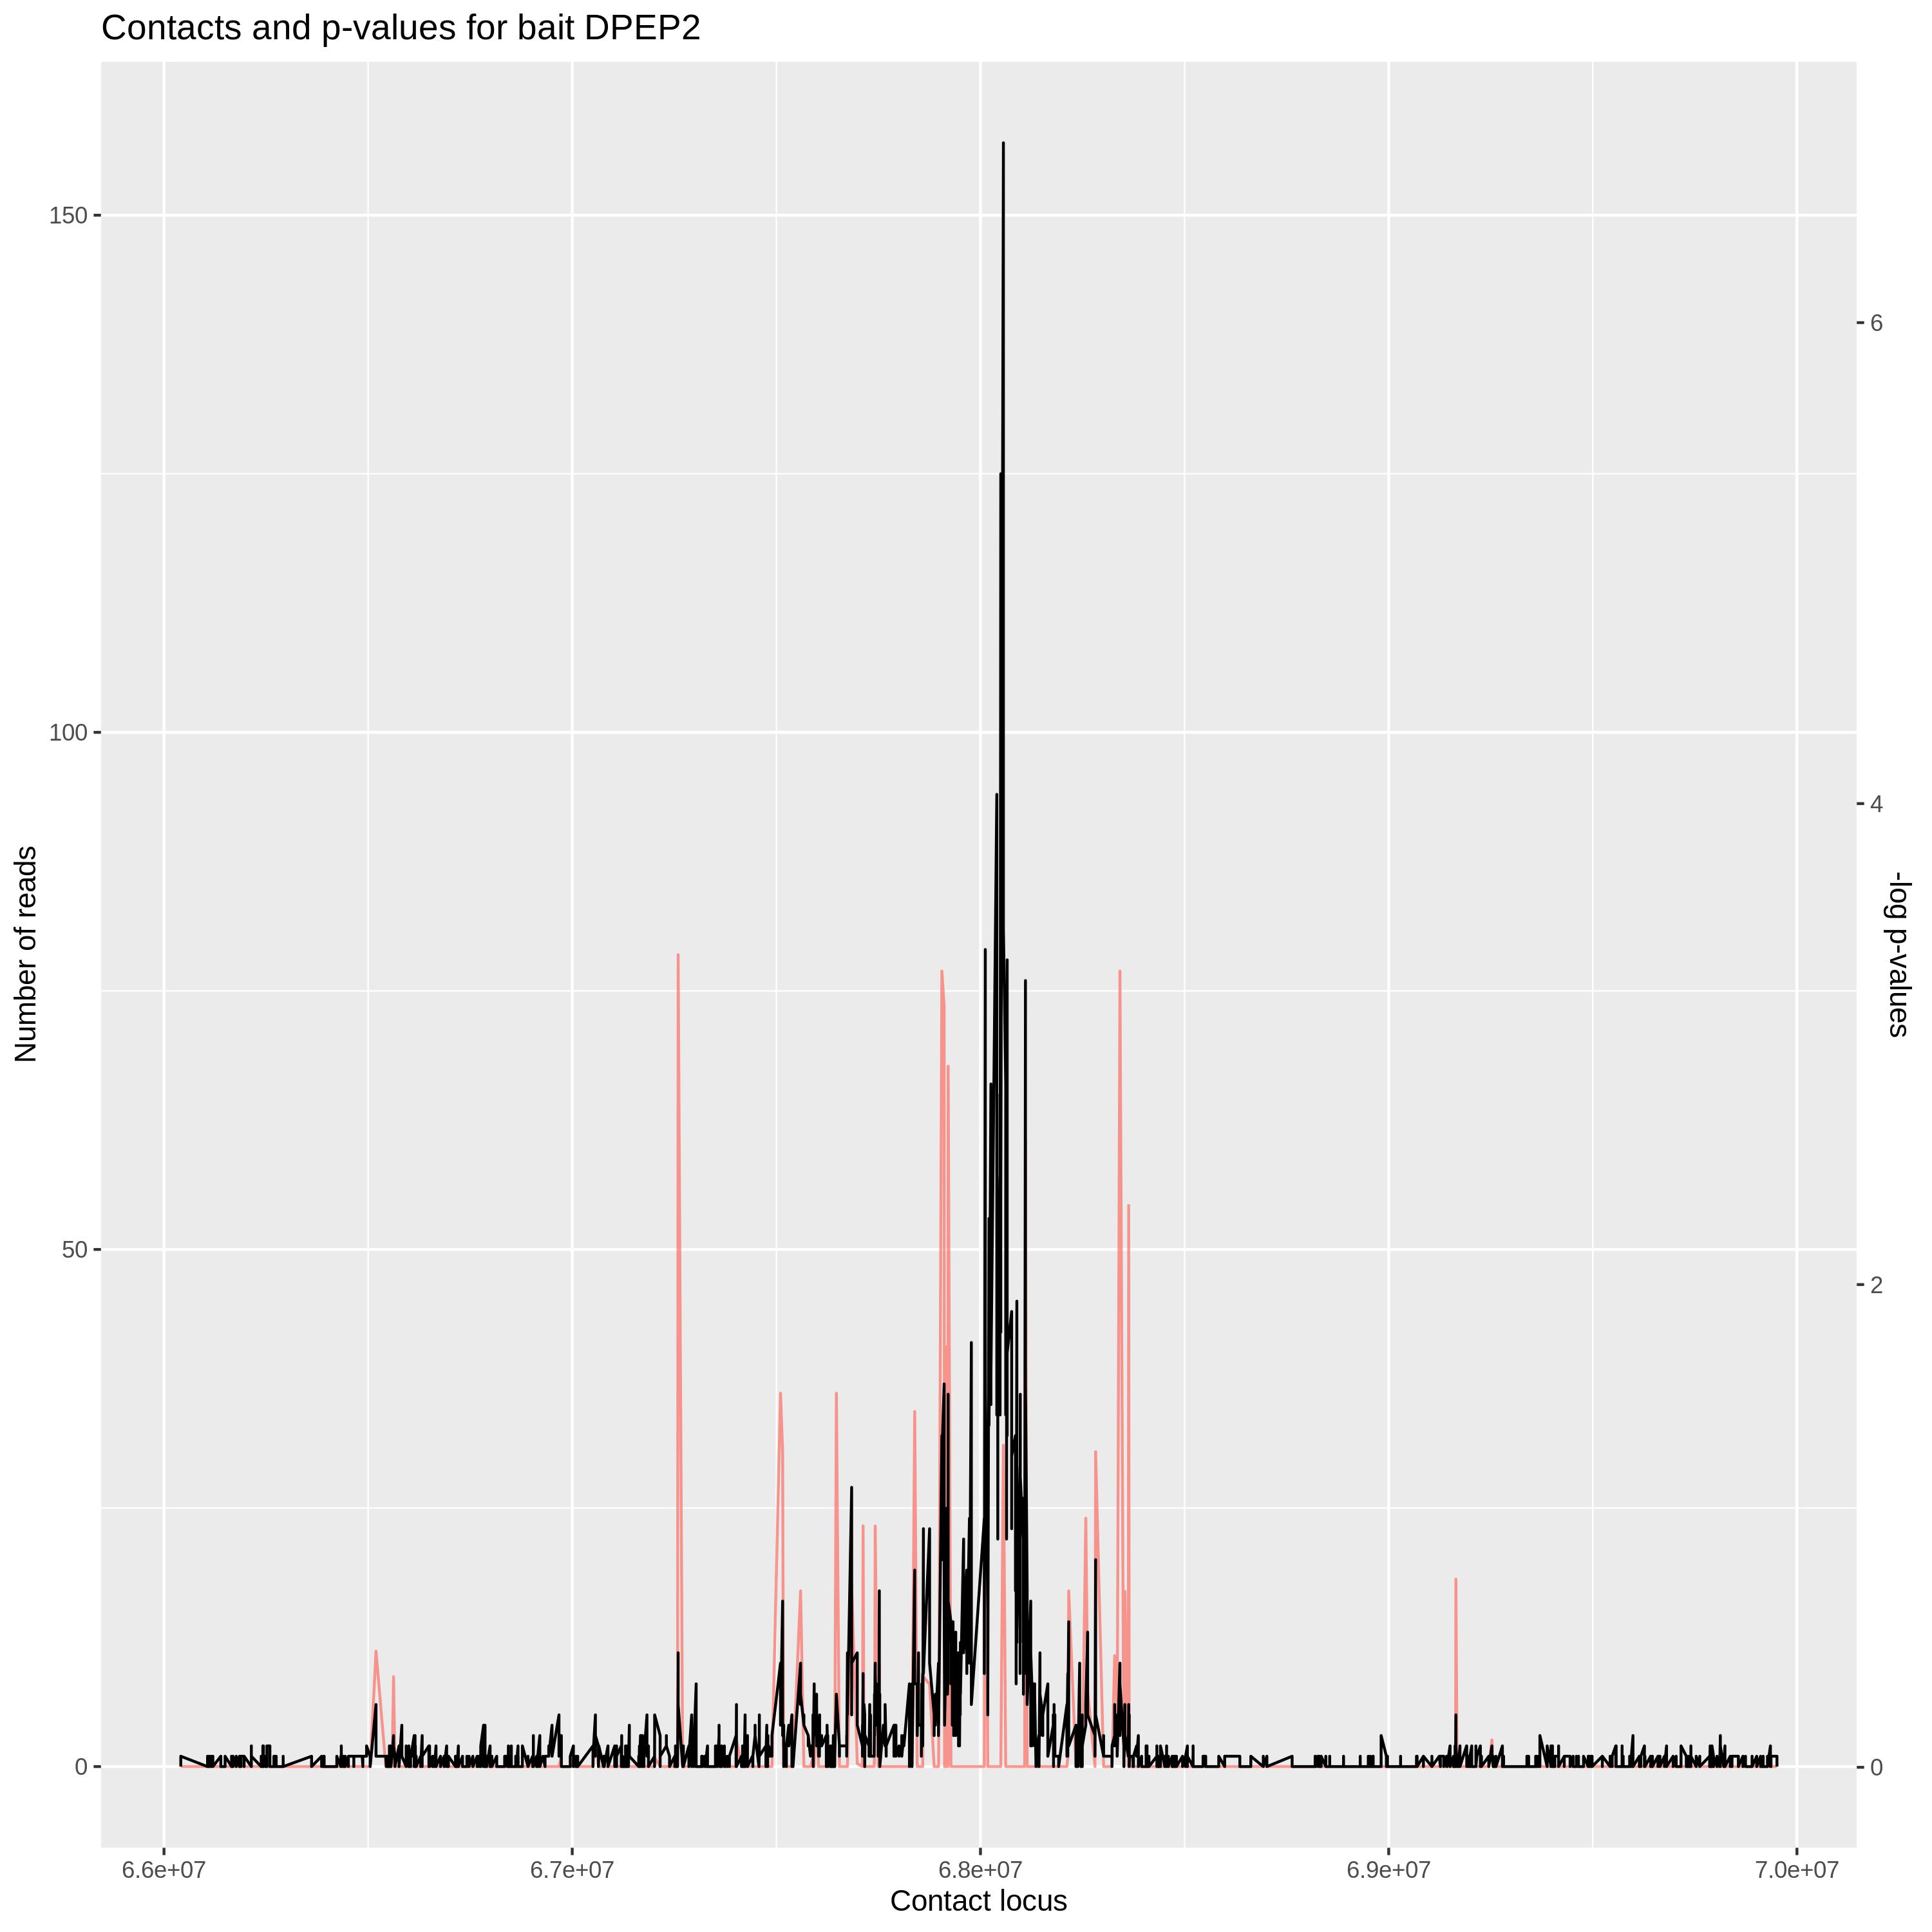 Contacts and p-values for bait DPEP2
150
100
50
0
Number of reads
6
4
2
0
-log p-values
6.6e+07
6.7e+07
6.8e+07
6.9e+07
7.0e+07
Contact locus